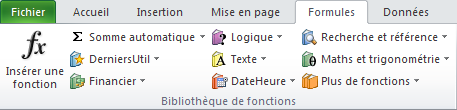 Fichier Accueil Insertion Mise en page Formules Données
fx Σ Somme automatique Logique Recherche et référence
Insérer une fonction
DerniersUtil A Texte θ Maths et trigonométrie
Financier DateHeure Plus de fonctions
Bibliothèque de fonctions